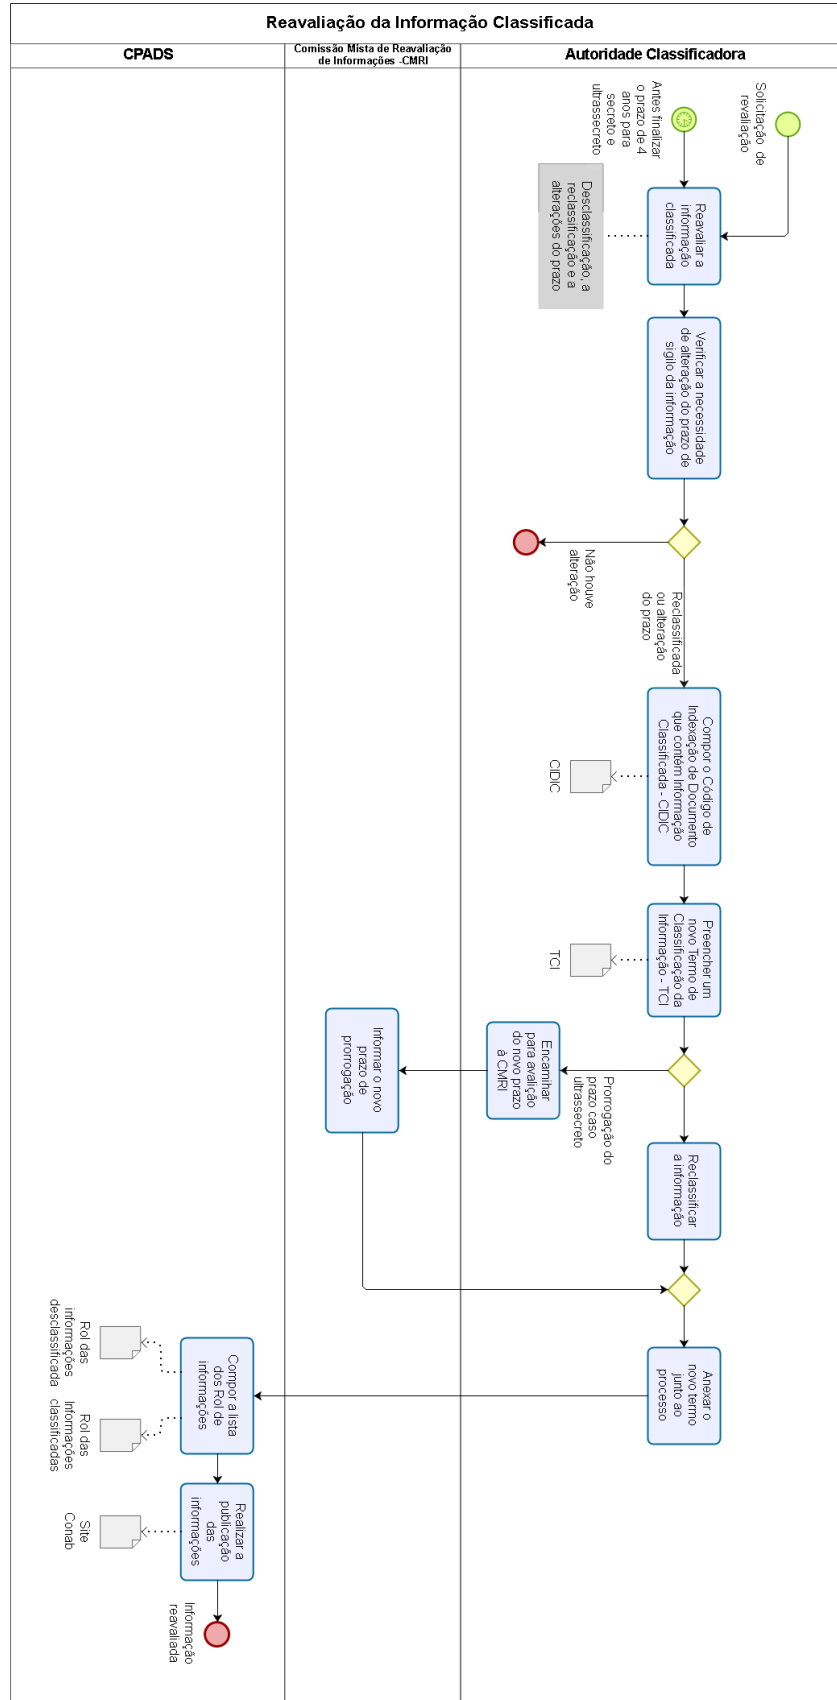 Reavaliação da Informação Classificada
CPADS
Comissão Mista de Reavaliação
de Informações -CMRI
Autoridade Classificadora
Solicitação de
revaliação
Antes finalizar
o prazo de 4
anos para
secreto e
ultrassecreto
Reavaliar a
informação
classificada
Desclassificação, a
reclassificação e a
alterações do prazo
Verificar a necessidade
de alteração do prazo de
sigilo da informação
Não houve
alteração
Reclassificada
ou alteração
do prazo
Compor o Código de
Indexação de Documento
que contém Informação
Classificada - CIDIC
CIDIC
Preencher um
novo Termo de
Classificação da
Informação - TCI
TCI
Prorrogação do
prazo caso
ultrassecreto
Encamihar
para avalição
do novo prazo
à CMRI
Informar o novo
prazo de
prorrogação
Reclassificar
a informação
Anexar o
novo termo
junto ao
processo
Compor a lista
dos Rol de
informações
Rol das
informações
desclassificada
Rol das
Informações
classificadas
Realizar a
publicação
das
informações
Site
Conab
Informação
reavaliada